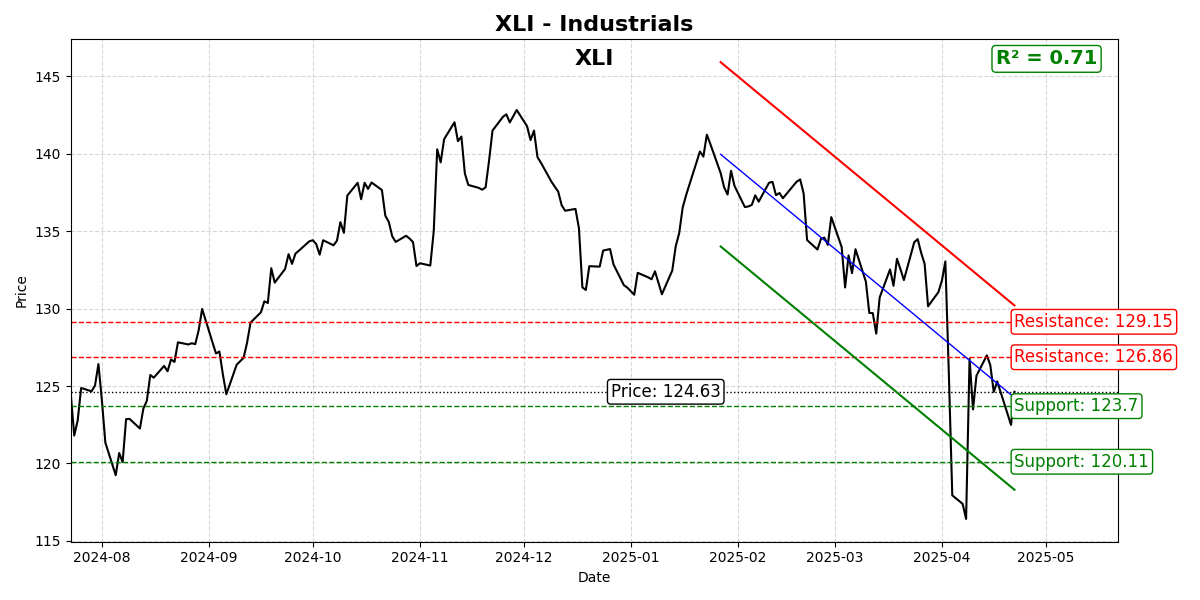 XLI - Industrials
XLI
R² = 0.71
145
140
135
130
125
120
115
Price
Resistance: 129.15
Resistance: 126.86
Price: 124.63
Support: 123.7
Support: 120.11
2024-08
2024-09
2024-10
2024-11
2024-12
2025-01
2025-02
2025-03
2025-04
2025-05
Date